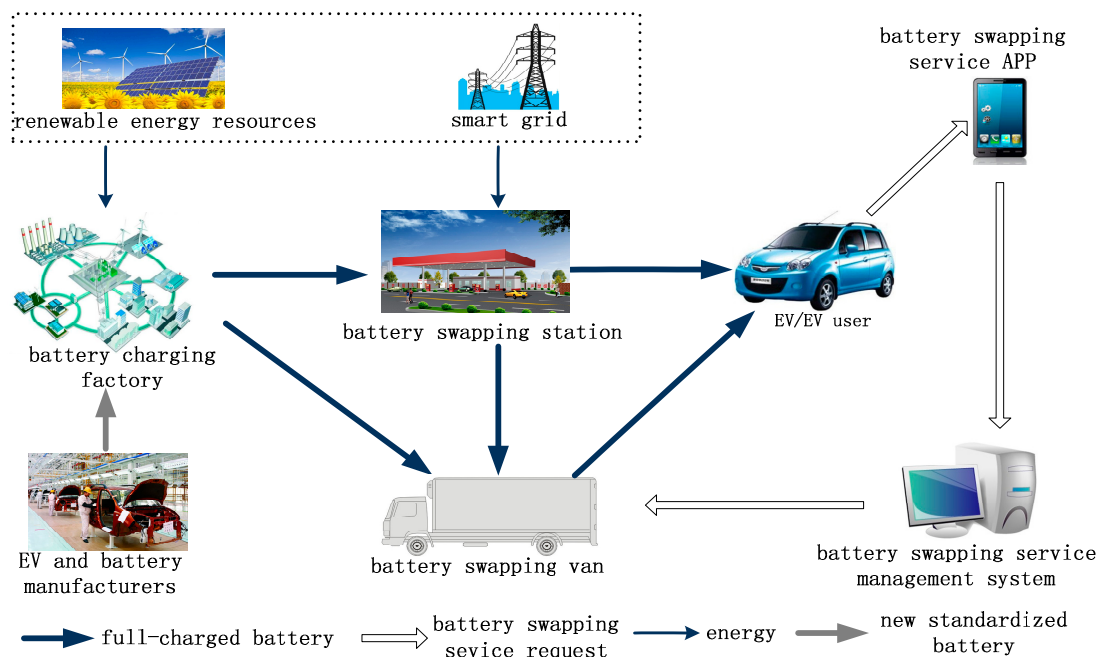 battery swapping
service APP
renewable energy resources
smart grid
battery swapping station
EV/EV user
battery charging
factory
EV and battery
manufacturers
battery swapping van
battery swapping service
management system
full-charged battery
battery swapping
sevice request
energy
new standardized
battery